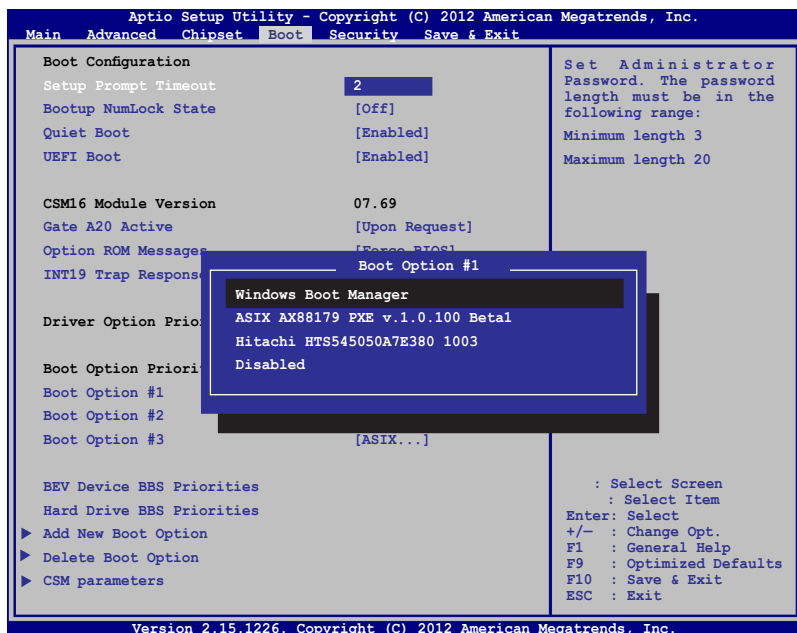 Aptio Setup Utility - Copyright (C) 2012 American Megatrends, Inc.
Main Advanced Chipset Boot Security Save & Exit
Boot Configuration
Setup Prompt Timeout 2
Bootup NumLock State [Off]
Quiet Boot [Enabled]
UEFI Boot [Enabled]
CSM16 Module Version 07.69
Gate A20 Active [Upon Request]
Option ROM Messages [Force BIOS]
INT19 Trap Response
Driver Option Prio
Boot Option Priori
Boot Option #1
Boot Option #2
Boot Option #3 [ASIX...]
BEV Device BBS Priorities
Hard Drive BBS Priorities
Add New Boot Option
Delete Boot Option
CSM parameters
Boot Option #1
Windows Boot Manager
ASIX AX88179 PXE v.1.0.100 Beta1
Hitachi HTS545050A7E380 1003
Disabled
Set Administrator
Password. The password
length must be in the
following range:
Minimum length 3
Maximum length 20
: Select Screen
: Select Item
Enter: Select
+/— : Change Opt.
F1 : General Help
F9 : Optimized Defaults
F10 : Save & Exit
ESC : Exit
Version 2.15.1226. Copyright (C) 2012 American Megatrends, Inc.